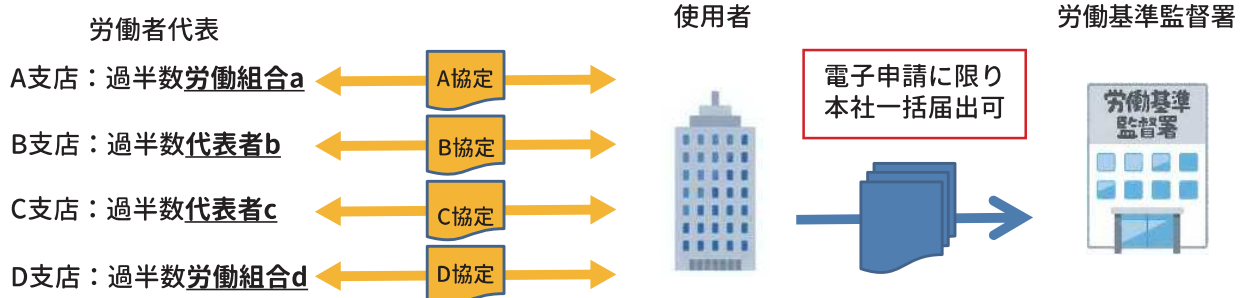 労働者代表
使用者
労働基準監督署
A支店：過半数労働組合a
A協定
B支店：過半数代表者b
B協定
C支店：過半数代表者c
C協定
D支店：過半数労働組合d
D協定
電子申請に限り
本社一括届出可
労働基準
監督署